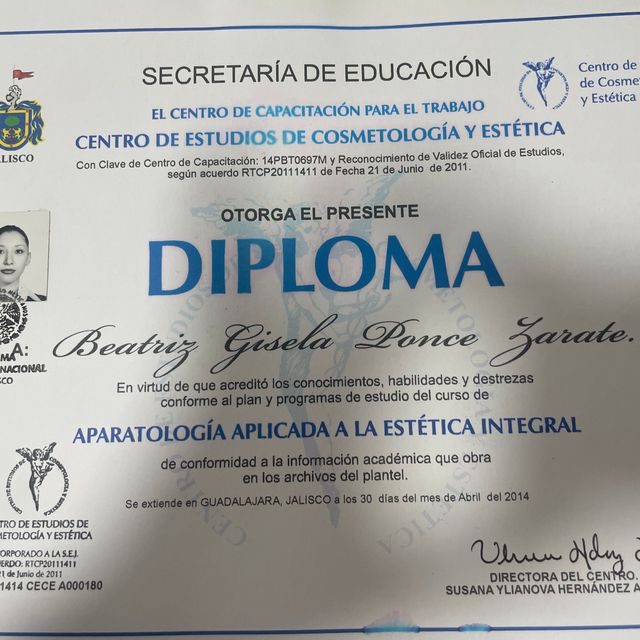 SECRETARÍA DE EDUCACIÓN
EL CENTRO DE CAPACITACIÓN PARA EL TRABAJO
CENTRO DE ESTUDIOS DE COSMETOLOGÍA Y ESTÉTICA
Con Clave de Centro de Capacitación: 14PBT0697M y Reconocimiento de Validez Oficial de Estudios,
según acuerdo RTCP20111411 de Fecha 21 de Junio de 2011.
JALISCO
Centro de
de Cosme
y Estética
OTORGA EL PRESENTE
DIPLOMA
A:
Beatriz Gisela Ponce Zarate.
En virtud de que acreditó los conocimientos, habilidades y destrezas
conforme al plan y programas de estudio del curso de
APARATOLOGÍA APLICADA A LA ESTÉTICA INTEGRAL
de conformidad a la información académica que obra
en los archivos del plantel.
Se extiende en GUADALAJARA, JALISCO a los 30 días del mes de Abril del 2014
TRO DE ESTUDIOS DE
METOLOGÍA Y ESTÉTICA
ORPORADO A LA S.E.J.
ERDO: RTCP20111411
21 de Junio de 2011
1414 CECE A000180
DIRECTORA DEL CENTRO.
SUSANA YLIANOVA HERNÁNDEZ A